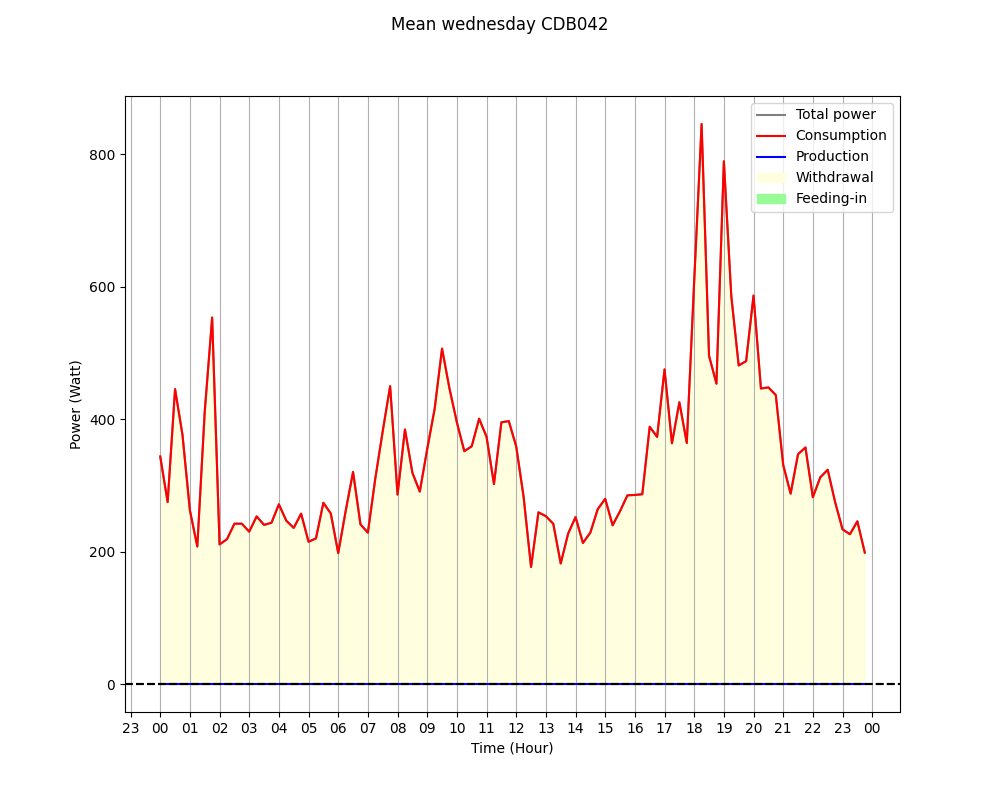 Mean wednesday CDB042
Total power
Consumption
Production
Withdrawal
Feeding-in
800
600
400
200
0
Power (Watt)
23 00 01 02 03 04 05 06 07 08 09 10 11 12 13 14 15 16 17 18 19 20 21 22 23 00
Time (Hour)